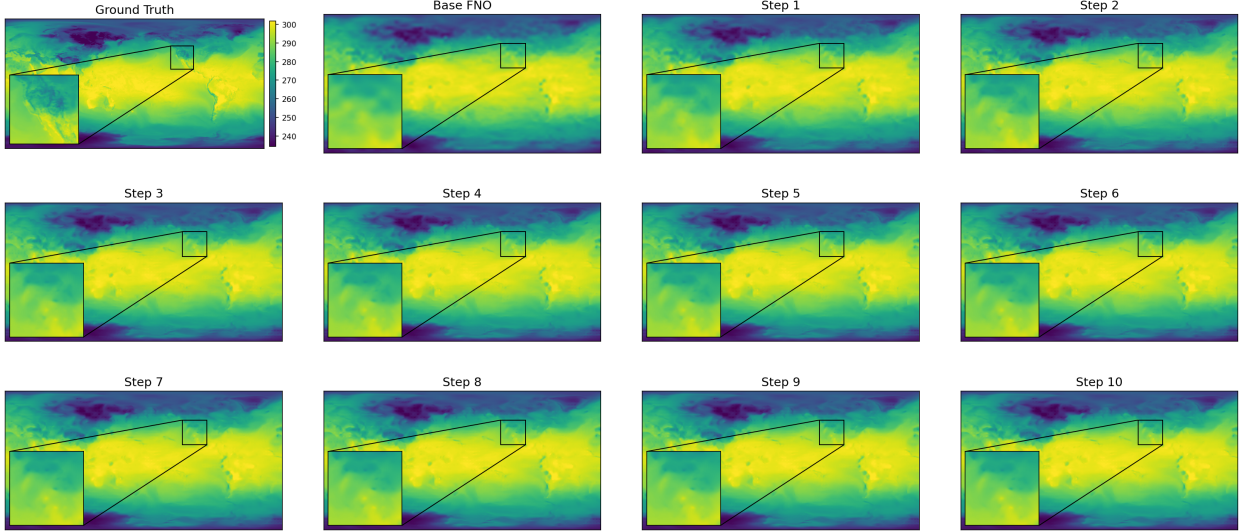 Ground Truth
Base FNO
Step 1
Step 2
300
290
280
270
260
250
240
Step 3
Step 4
Step 5
Step 6
Step 7
Step 8
Step 9
Step 10